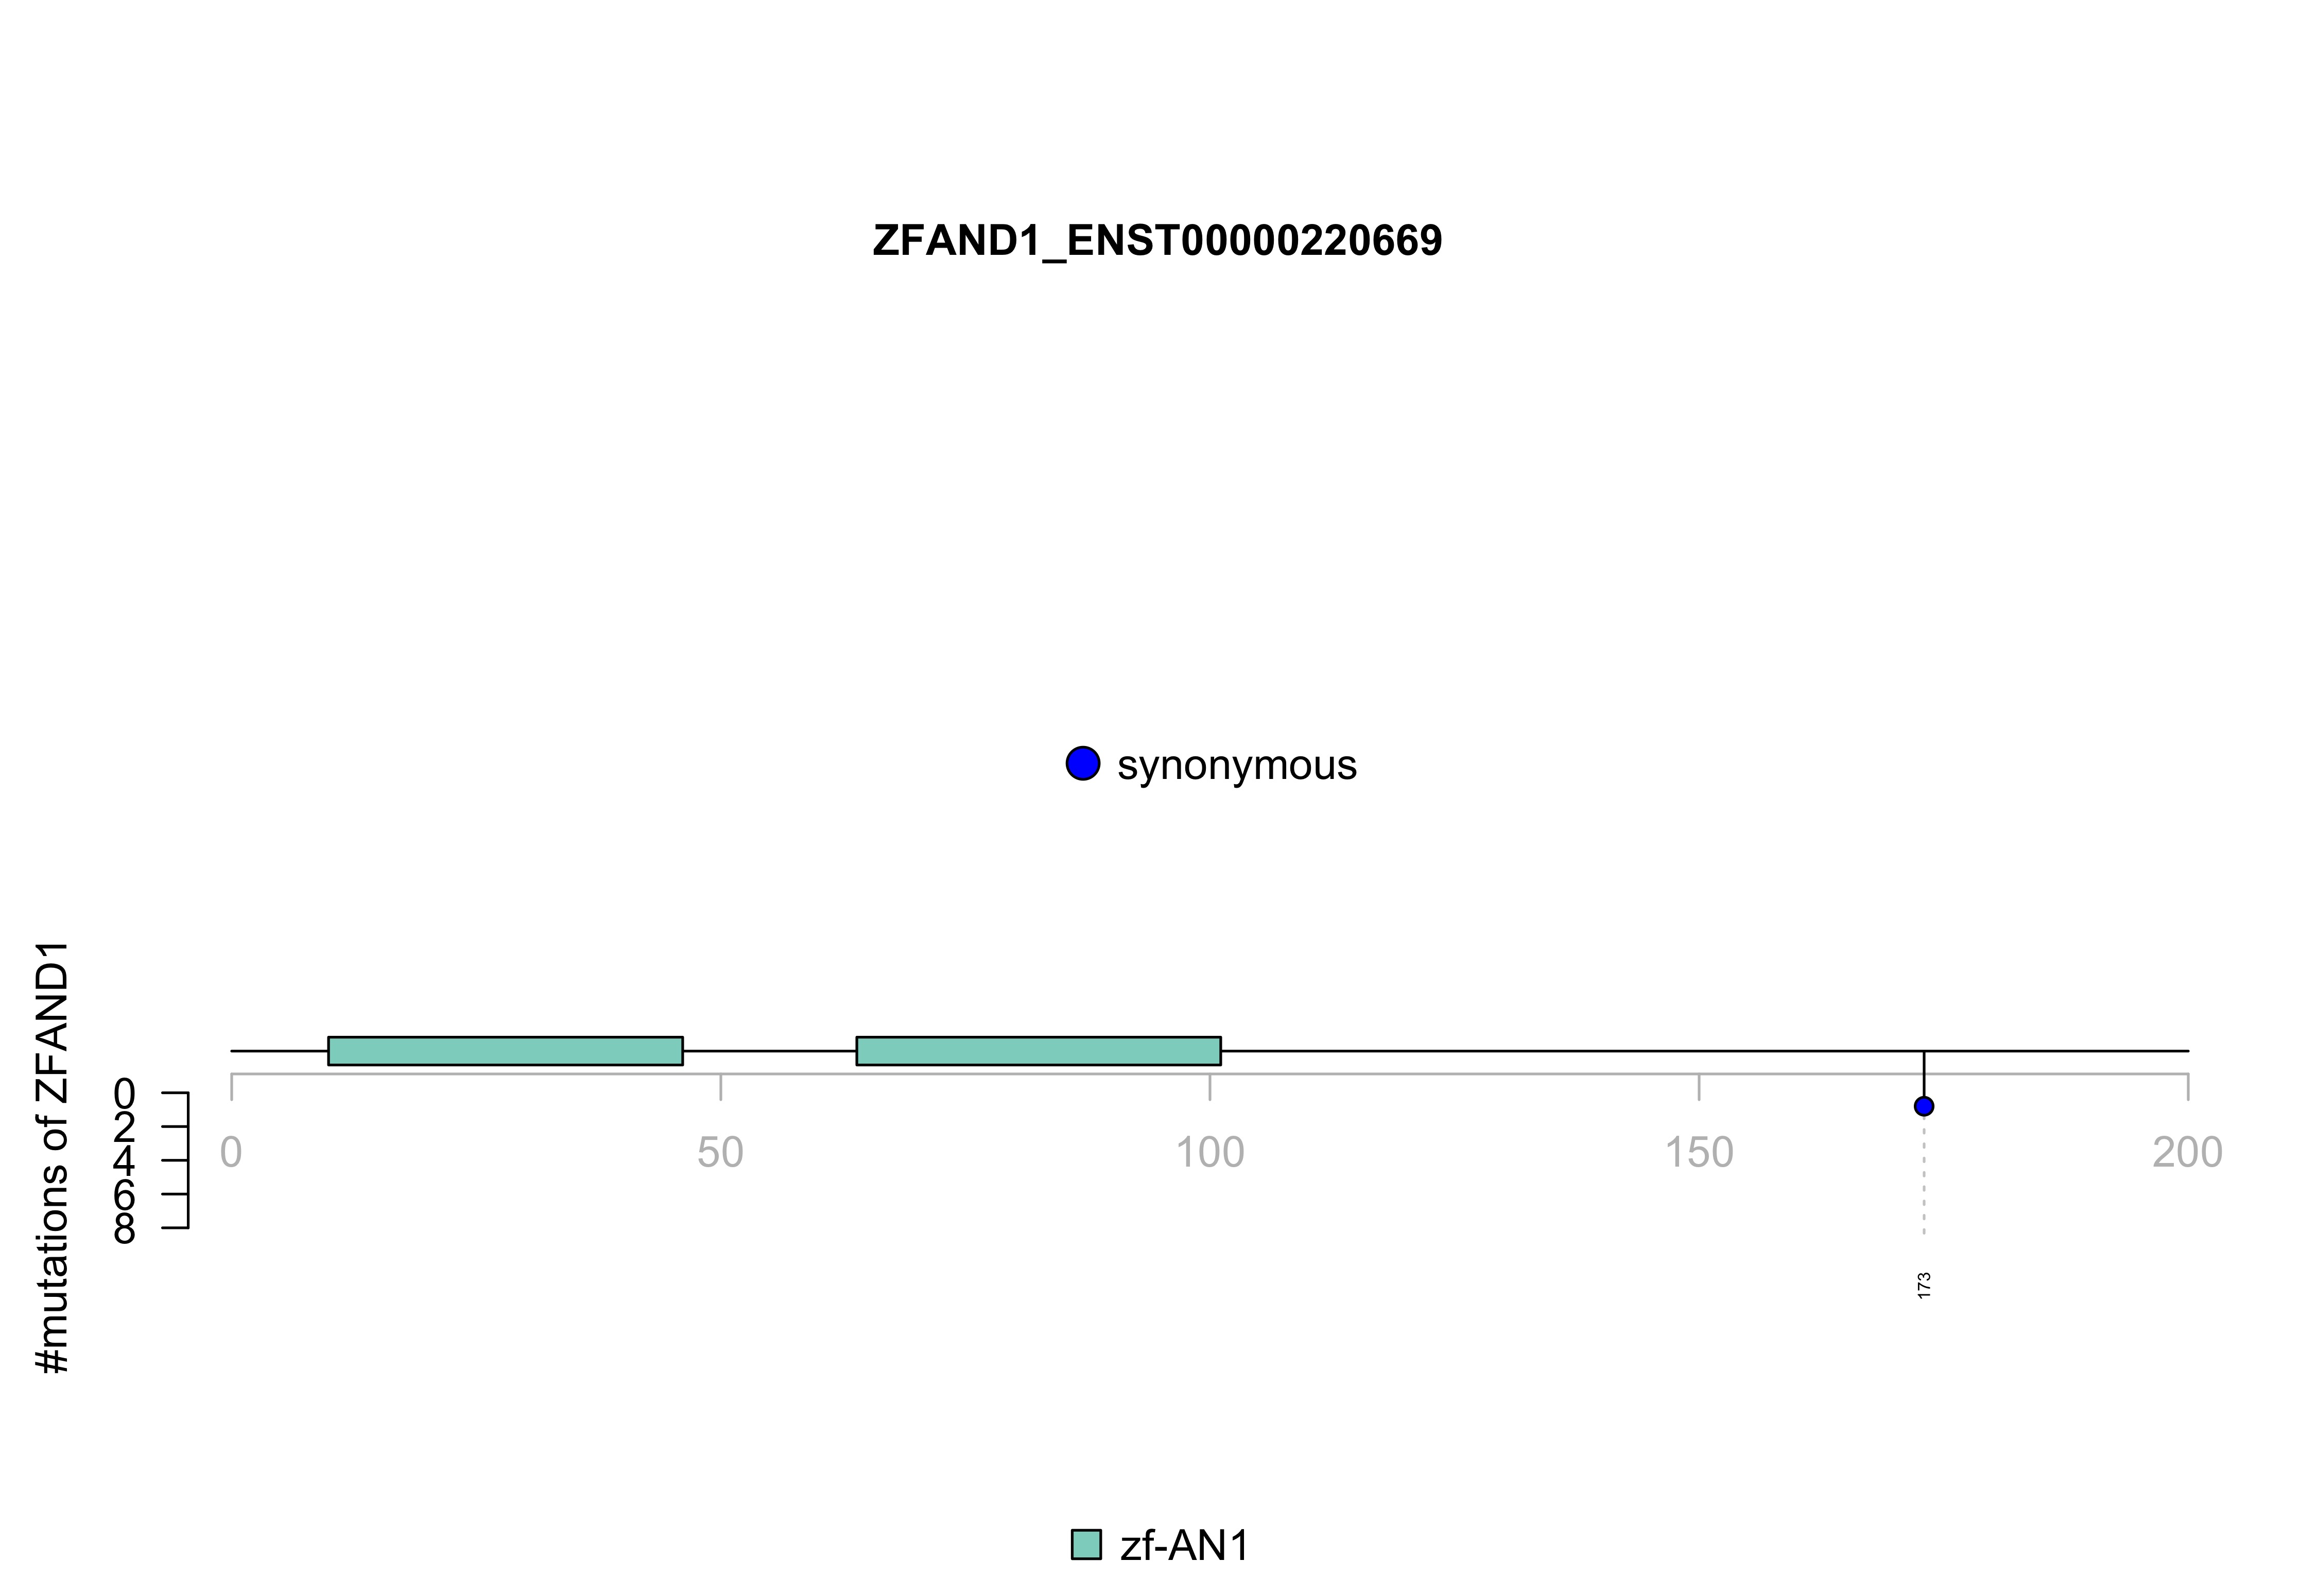 ZFAND1_ENST00000220669
synonymous
#mutations of ZFAND1
0
2
4
6
8
0 50 100 150 200
173
zf-AN1